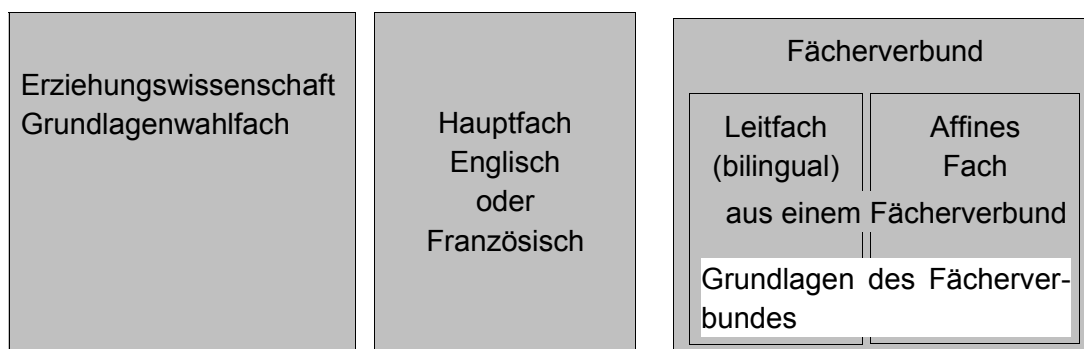 Erziehungswissenschaft
Grundlagenwahlfach
Hauptfach
Englisch
oder
Französisch
Fächerverbund
Leitfach
(bilingual)
Affines
Fach
aus einem Fächerverbund
Grundlagen des Fächerver-
bundes